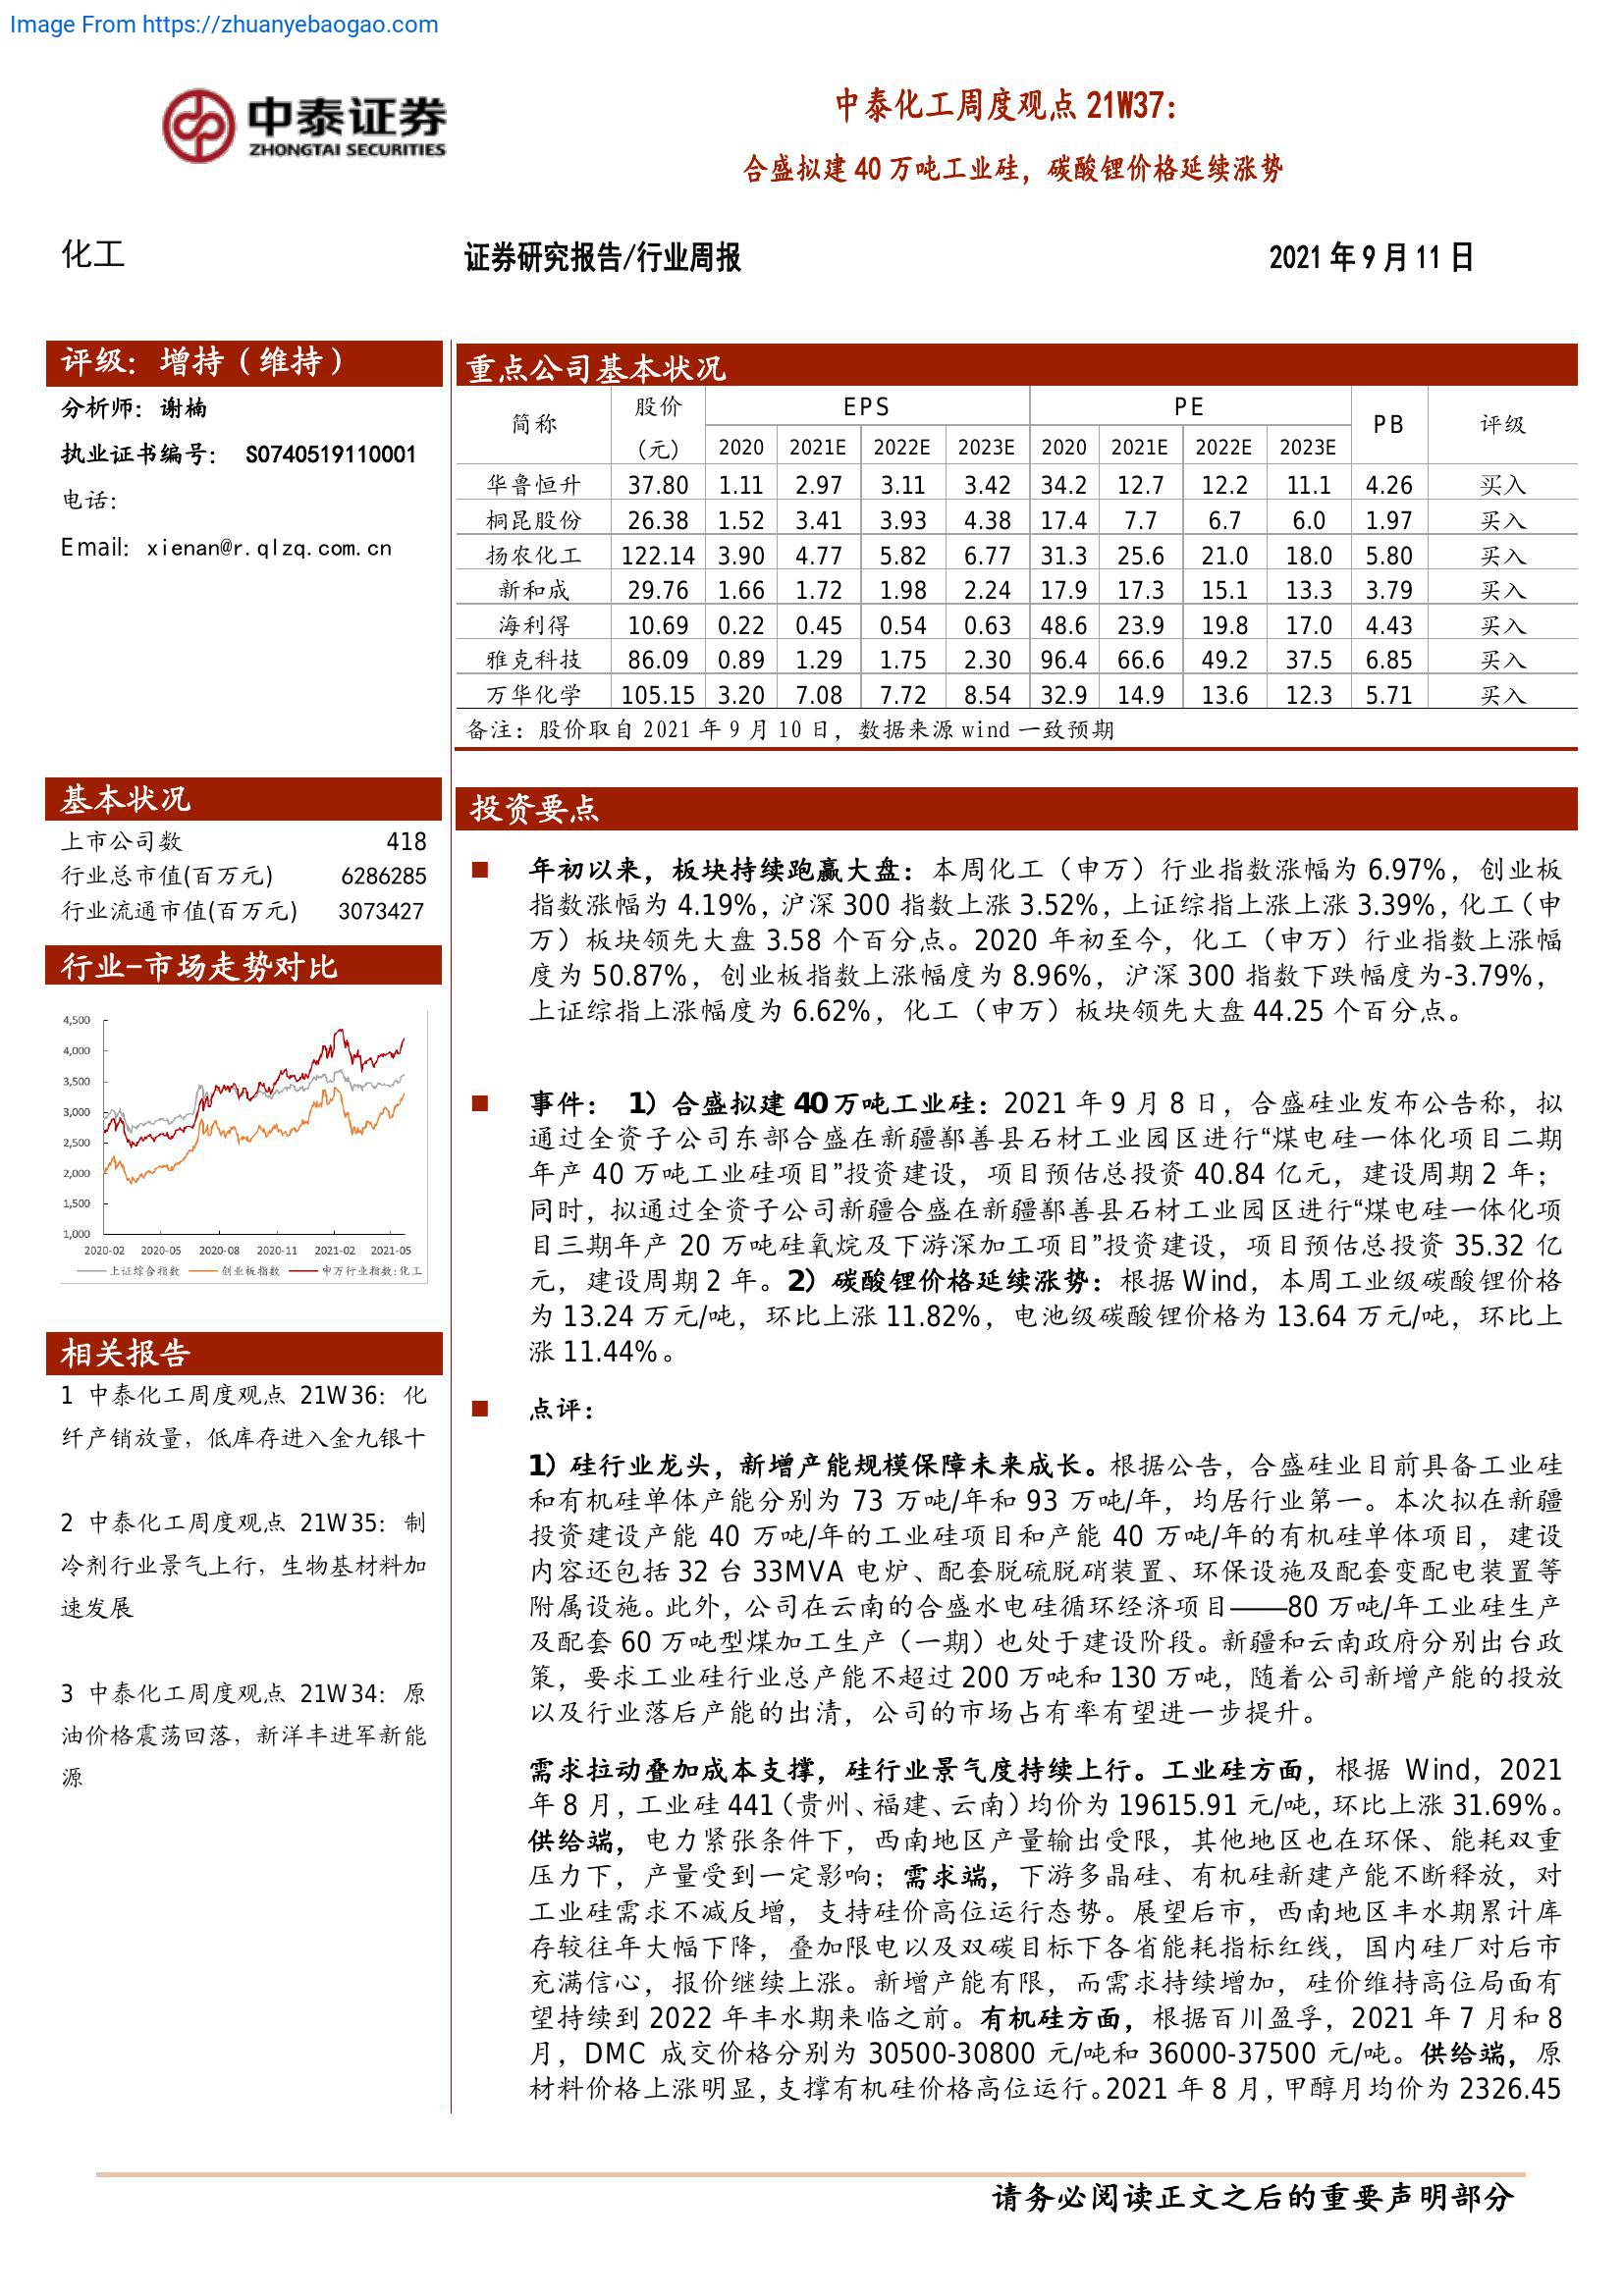 Image From https://zhuanyebaogao.com
中泰证券
ZHONGTAI SECURITIES
中泰化工周度观点 21W37：
合盛拟建 40 万吨工业硅，碳酸锂价格延续涨势
化工
证券研究报告/行业周报
2021 年 9 月 11 日
评级：增持（维持）
分析师：谢楠
执业证书编号： S0740519110001
电话：
Email：xienan@r.qlzq.com.cn
基本状况
上市公司数 418
行业总市值(百万元) 6286285
行业流通市值(百万元) 3073427
行业-市场走势对比
4,500
4,000
3,500
3,000
2,500
2,000
1,500
1,000
2020-02 2020-05 2020-08 2020-11 2021-02 2021-05
上证综合指数 创业板指数 申万行业指数:化工
相关报告
1 中泰化工周度观点 21W36：化
纤产销放量，低库存进入金九银十
2 中泰化工周度观点 21W35：制
冷剂行业景气上行，生物基材料加
速发展
3 中泰化工周度观点 21W34：原
油价格震荡回落，新洋丰进军新能
源
重点公司基本状况
简称 股价 EPS PE PB 评级
(元) 2020 2021E 2022E 2023E 2020 2021E 2022E 2023E
华鲁恒升 37.80 1.11 2.97 3.11 3.42 34.2 12.7 12.2 11.1 4.26 买入
桐昆股份 26.38 1.52 3.41 3.93 4.38 17.4 7.7 6.7 6.0 1.97 买入
扬农化工 122.14 3.90 4.77 5.82 6.77 31.3 25.6 21.0 18.0 5.80 买入
新和成 29.76 1.66 1.72 1.98 2.24 17.9 17.3 15.1 13.3 3.79 买入
海利得 10.69 0.22 0.45 0.54 0.63 48.6 23.9 19.8 17.0 4.43 买入
雅克科技 86.09 0.89 1.29 1.75 2.30 96.4 66.6 49.2 37.5 6.85 买入
万华化学 105.15 3.20 7.08 7.72 8.54 32.9 14.9 13.6 12.3 5.71 买入
备注：股价取自 2021 年 9 月 10 日，数据来源 wind 一致预期
投资要点
■ 年初以来，板块持续跑赢大盘：本周化工（申万）行业指数涨幅为 6.97%，创业板
指数涨幅为 4.19%，沪深 300 指数上涨 3.52%，上证综指上涨上涨 3.39%，化工（申
万）板块领先大盘 3.58 个百分点。2020 年初至今，化工（申万）行业指数上涨幅
度为 50.87%，创业板指数上涨幅度为 8.96%，沪深 300 指数下跌幅度为-3.79%，
上证综指上涨幅度为 6.62%，化工（申万）板块领先大盘 44.25 个百分点。
■ 事件： 1）合盛拟建 40 万吨工业硅：2021 年 9 月 8 日，合盛硅业发布公告称，拟
通过全资子公司东部合盛在新疆鄯善县石材工业园区进行“煤电硅一体化项目二期
年产 40 万吨工业硅项目”投资建设，项目预估总投资 40.84 亿元，建设周期 2 年；
同时，拟通过全资子公司新疆合盛在新疆鄯善县石材工业园区进行“煤电硅一体化项
目三期年产 20 万吨硅氧烷及下游深加工项目”投资建设，项目预估总投资 35.32 亿
元，建设周期 2 年。2）碳酸锂价格延续涨势：根据 Wind，本周工业级碳酸锂价格
为 13.24 万元/吨，环比上涨 11.82%，电池级碳酸锂价格为 13.64 万元/吨，环比上
涨 11.44%。
■ 点评：
1）硅行业龙头，新增产能规模保障未来成长。根据公告，合盛硅业目前具备工业硅
和有机硅单体产能分别为 73 万吨/年和 93 万吨/年，均居行业第一。本次拟在新疆
投资建设产能 40 万吨/年的工业硅项目和产能 40 万吨/年的有机硅单体项目，建设
内容还包括 32 台 33MVA 电炉、配套脱硫脱硝装置、环保设施及配套变配电装置等
附属设施。此外，公司在云南的合盛水电硅循环经济项目——80 万吨/年工业硅生产
及配套 60 万吨型煤加工生产（一期）也处于建设阶段。新疆和云南政府分别出台政
策，要求工业硅行业总产能不超过 200 万吨和 130 万吨，随着公司新增产能的投放
以及行业落后产能的出清，公司的市场占有率有望进一步提升。
需求拉动叠加成本支撑，硅行业景气度持续上行。工业硅方面，根据 Wind，2021
年 8 月，工业硅 441（贵州、福建、云南）均价为 19615.91 元/吨，环比上涨 31.69%。
供给端，电力紧张条件下，西南地区产量输出受限，其他地区也在环保、能耗双重
压力下，产量受到一定影响；需求端，下游多晶硅、有机硅新建产能不断释放，对
工业硅需求不减反增，支持硅价高位运行态势。展望后市，西南地区丰水期累计库
存较往年大幅下降，叠加限电以及双碳目标下各省能耗指标红线，国内硅厂对后市
充满信心，报价继续上涨。新增产能有限，而需求持续增加，硅价维持高位局面有
望持续到 2022 年丰水期来临之前。有机硅方面，根据百川盈孚，2021 年 7 月和 8
月，DMC 成交价格分别为 30500-30800 元/吨和 36000-37500 元/吨。供给端，原
材料价格上涨明显，支撑有机硅价格高位运行。2021 年 8 月，甲醇月均价为 2326.45
请务必阅读正文之后的重要声明部分